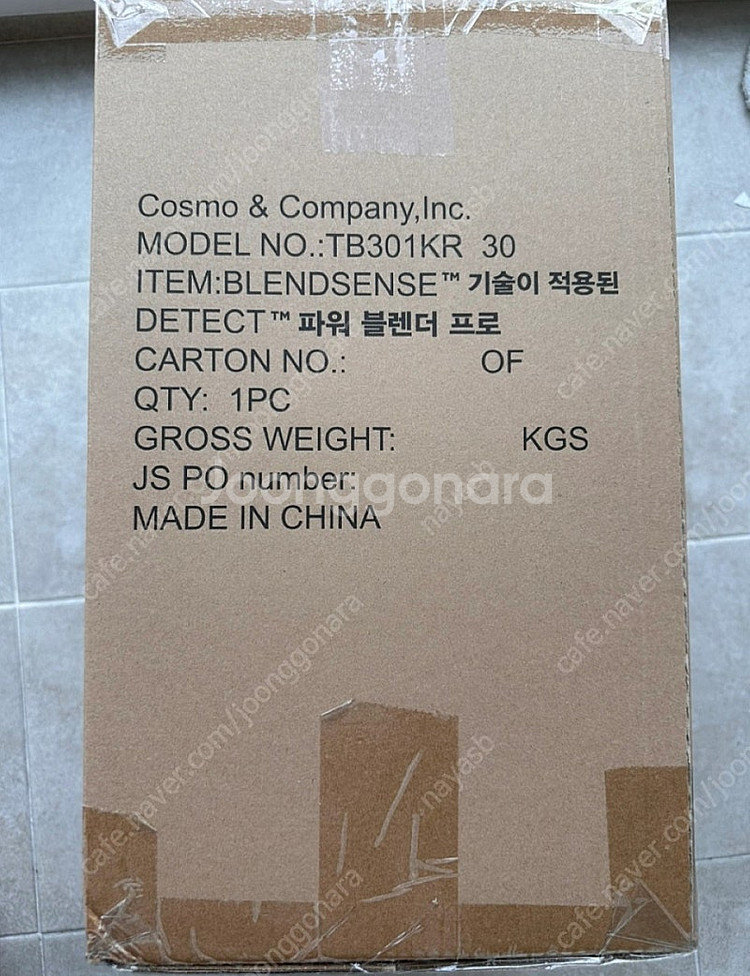 Cosmo & Company,Inc.
MODEL NO.:TB301KR 30
ITEM:BLENDSENSE™ 기술이 적용된
DETECT™ 파워 블렌더 프로
CARTON NO.: OF
QTY: 1PC
GROSS WEIGHT: KGS
JS PO number:
Joonggonara
MADE IN CHINA
cafe.naver.com/joonggonara
nayasb